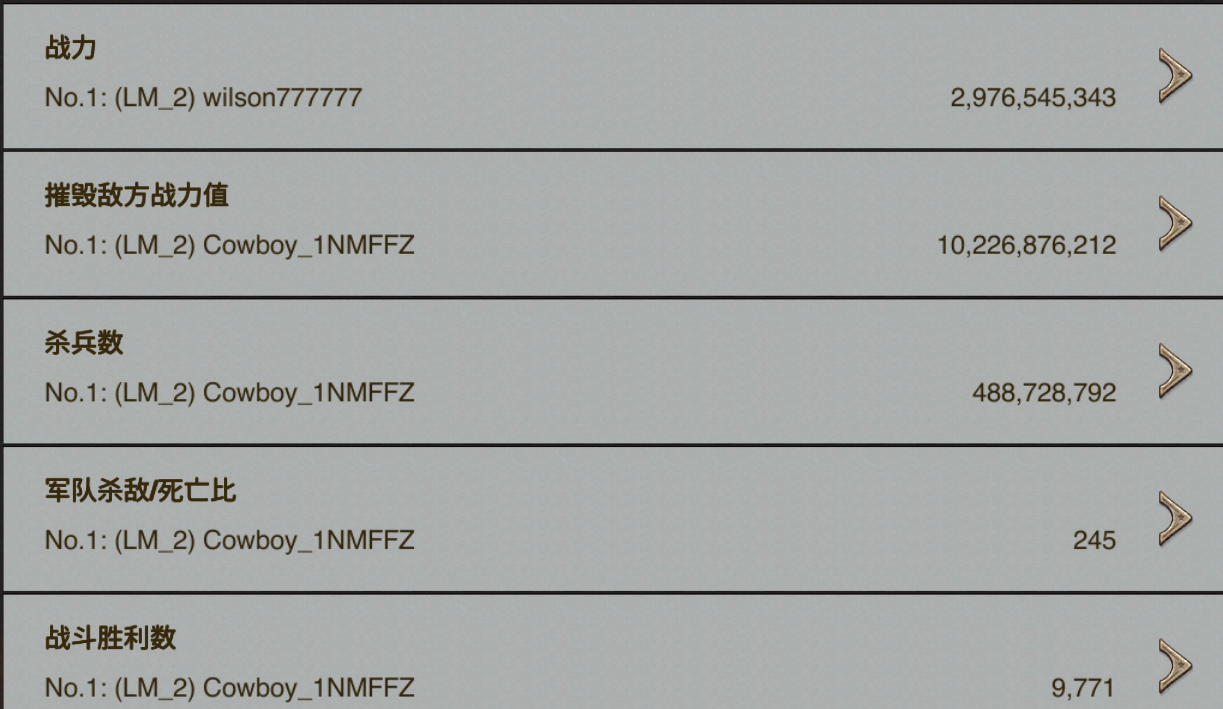 战力
No.1: (LM_2) wilson777777 2,976,545,343
摧毁敌方战力值
No.1: (LM_2) Cowboy_1NMFFZ 10,226,876,212
杀兵数
No.1: (LM_2) Cowboy_1NMFFZ 488,728,792
军队杀敌/死亡比
No.1: (LM_2) Cowboy_1NMFFZ 245
战斗胜利数
No.1: (LM_2) Cowboy_1NMFFZ 9,771